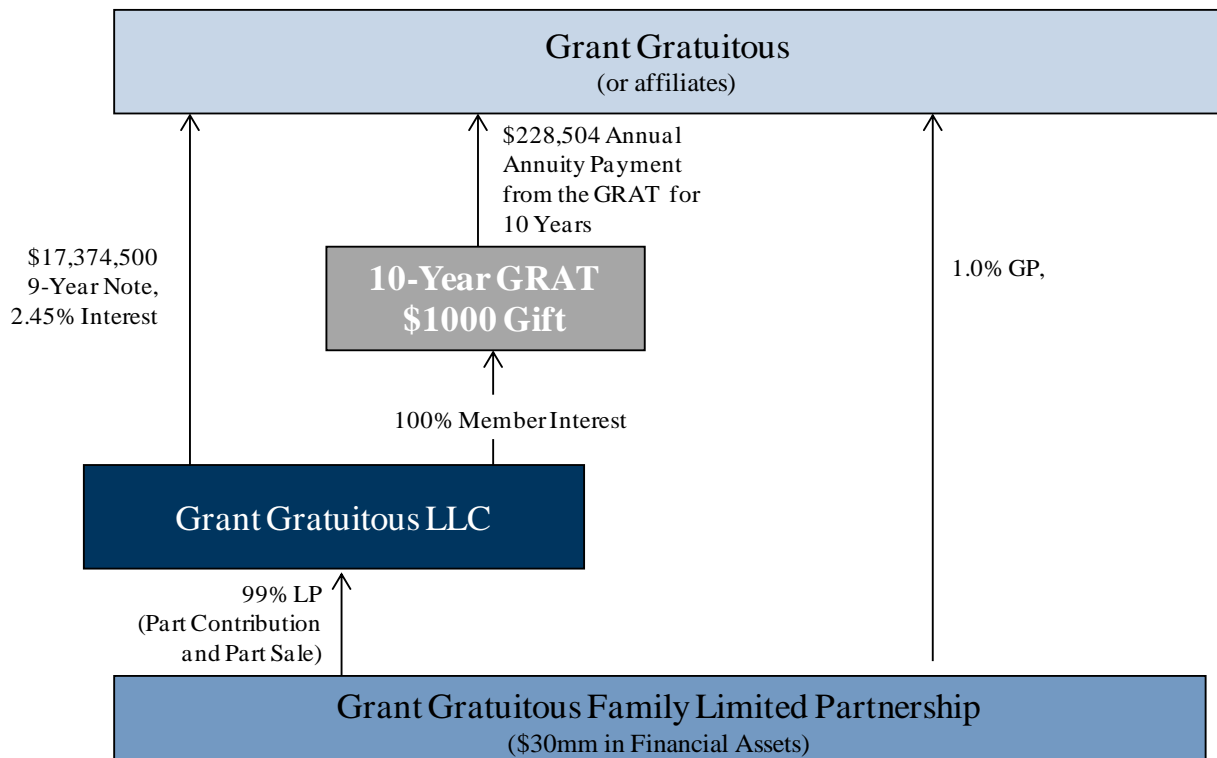 Grant Gratuitous
(or affiliates)
$228,504 Annual
Annuity Payment
from the GRAT for
10 Years
$17,374,500
9-Year Note,
2.45% Interest
10-Year GRAT
$1000 Gift
1.0% GP,
100% Member Interest
Grant Gratuitous LLC
99% LP
(Part Contribution
and Part Sale)
Grant Gratuitous Family Limited Partnership
($30mm in Financial Assets)